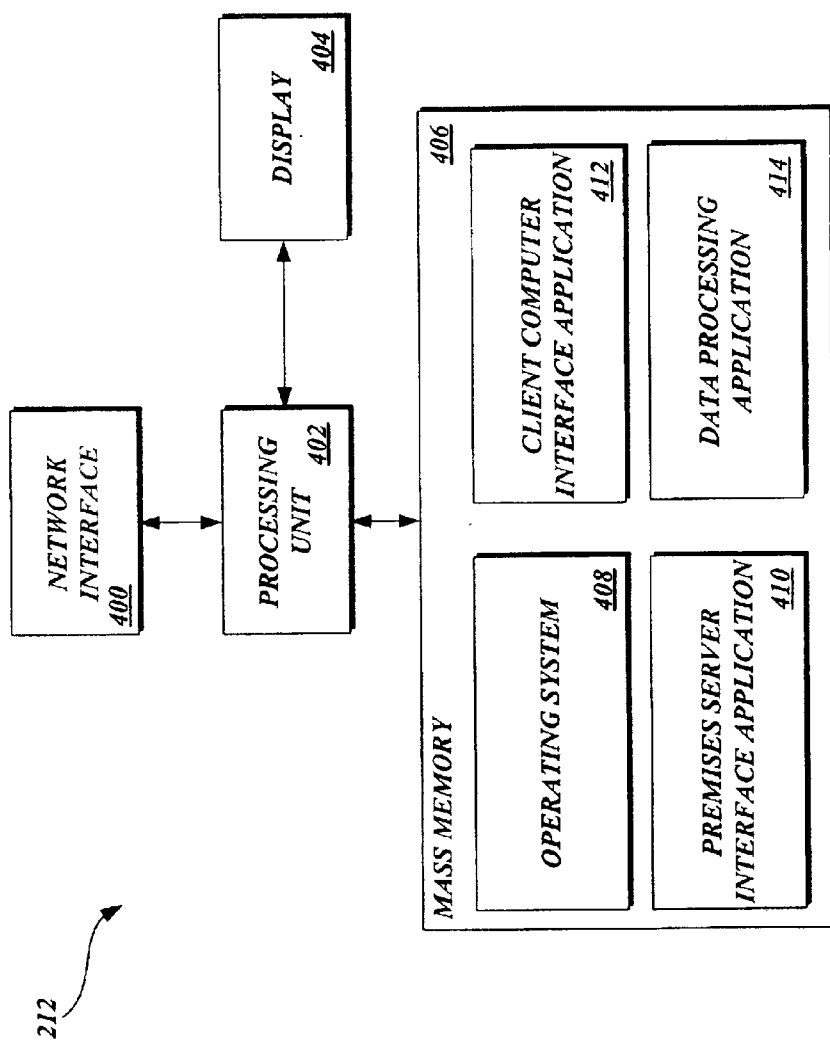 212
NETWORK
INTERFACE
400
PROCESSING
UNIT
402
DISPLAY
404
MASS MEMORY
406
OPERATING SYSTEM
408
CLIENT COMPUTER
INTERFACE APPLICATION
412
PREMISES SERVER
INTERFACE APPLICATION
410
DATA PROCESSING
APPLICATION
414